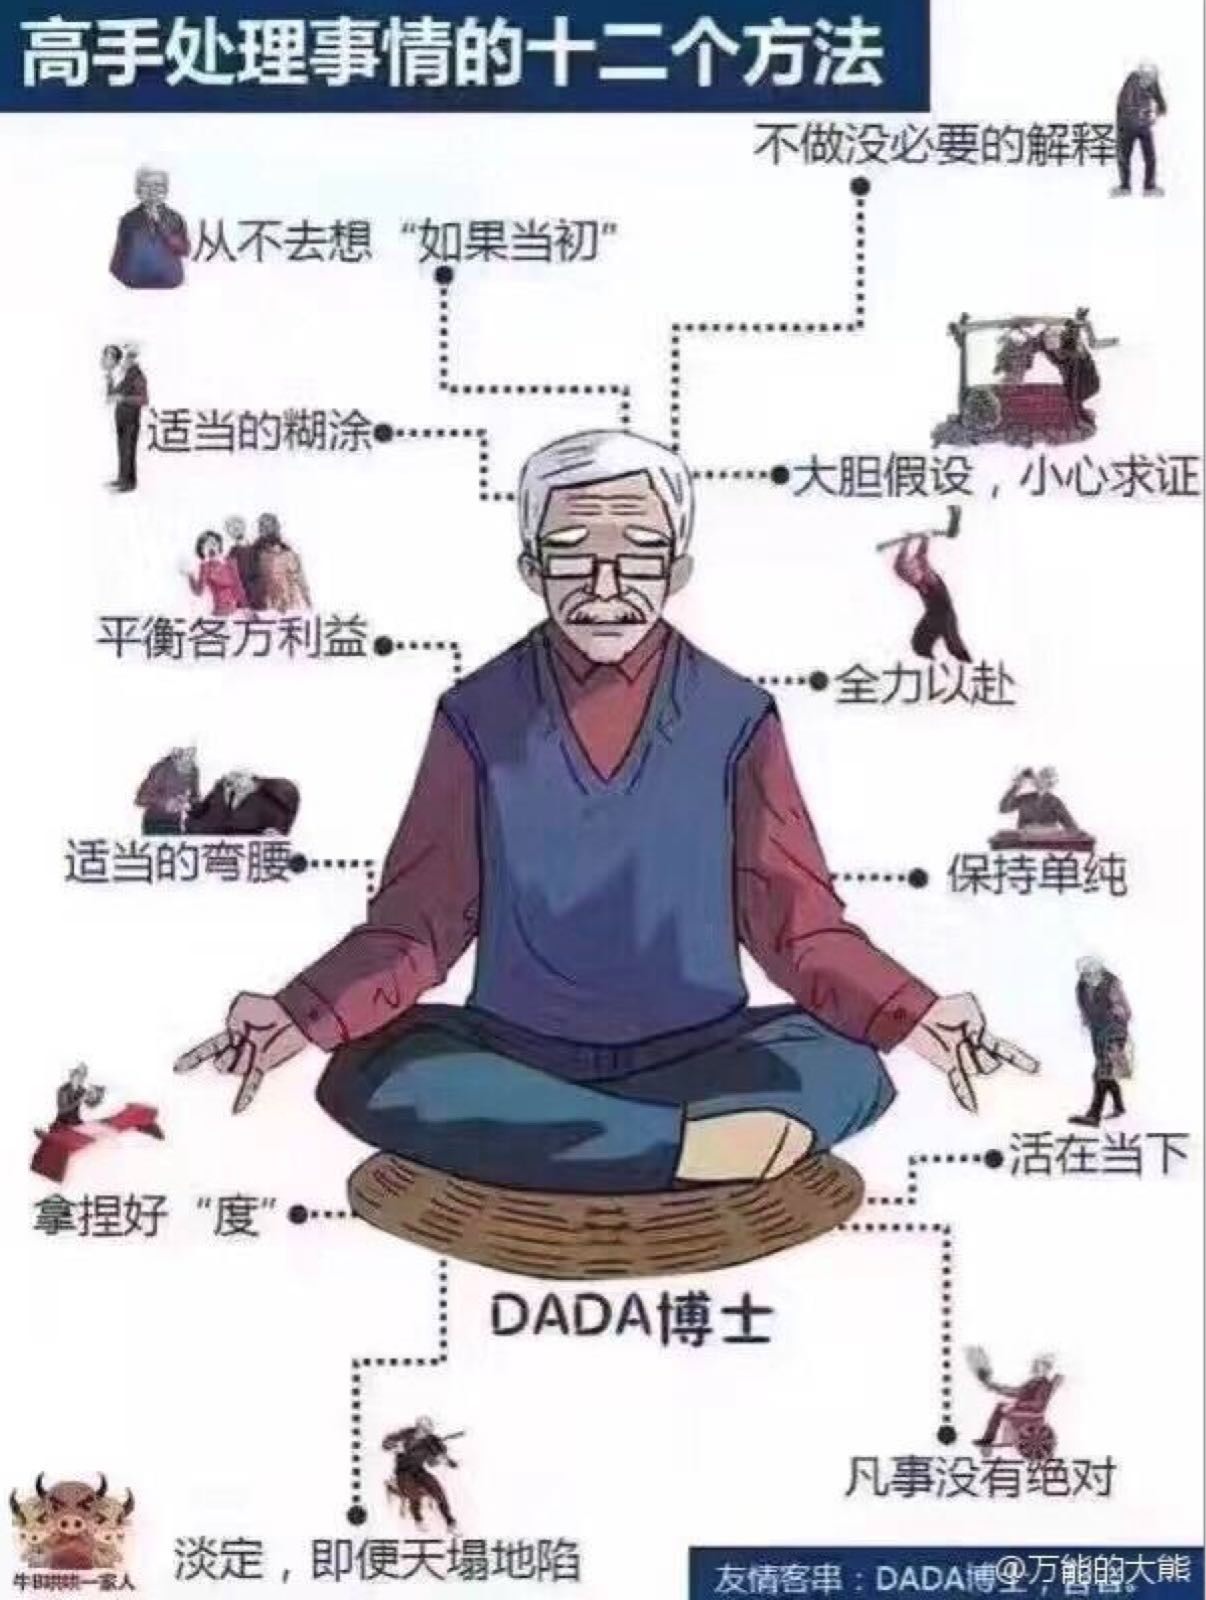 高手处理事情的十二个方法
不做没必要的解释
从不去想“如果当初”
适当的糊涂
大胆假设，小心求证
平衡各方利益
全力以赴
适当的弯腰
保持单纯
活在当下
拿捏好“度”
DADA博士
凡事没有绝对
淡定，即便天塌地陷
一家人
友情客串：DADA博士，
@万能的大熊